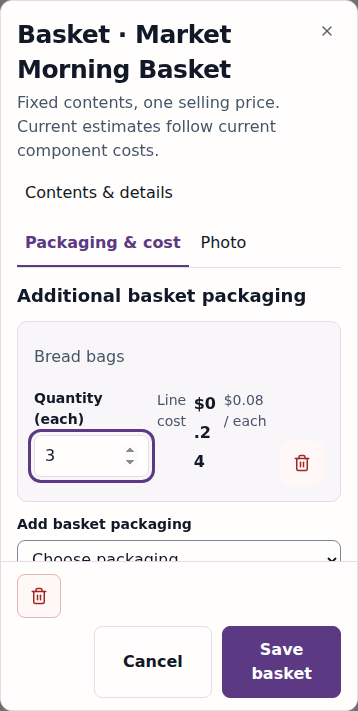 Basket · Market
Morning Basket
Fixed contents, one selling price.
Current estimates follow current
component costs.
Contents & details
Packaging & cost
Photo
Additional basket packaging
Bread bags
Quantity
(each)
3
Line
cost
$0
.2
4
$0.08
/ each
Add basket packaging
Choose packaging
Cancel
Save
basket